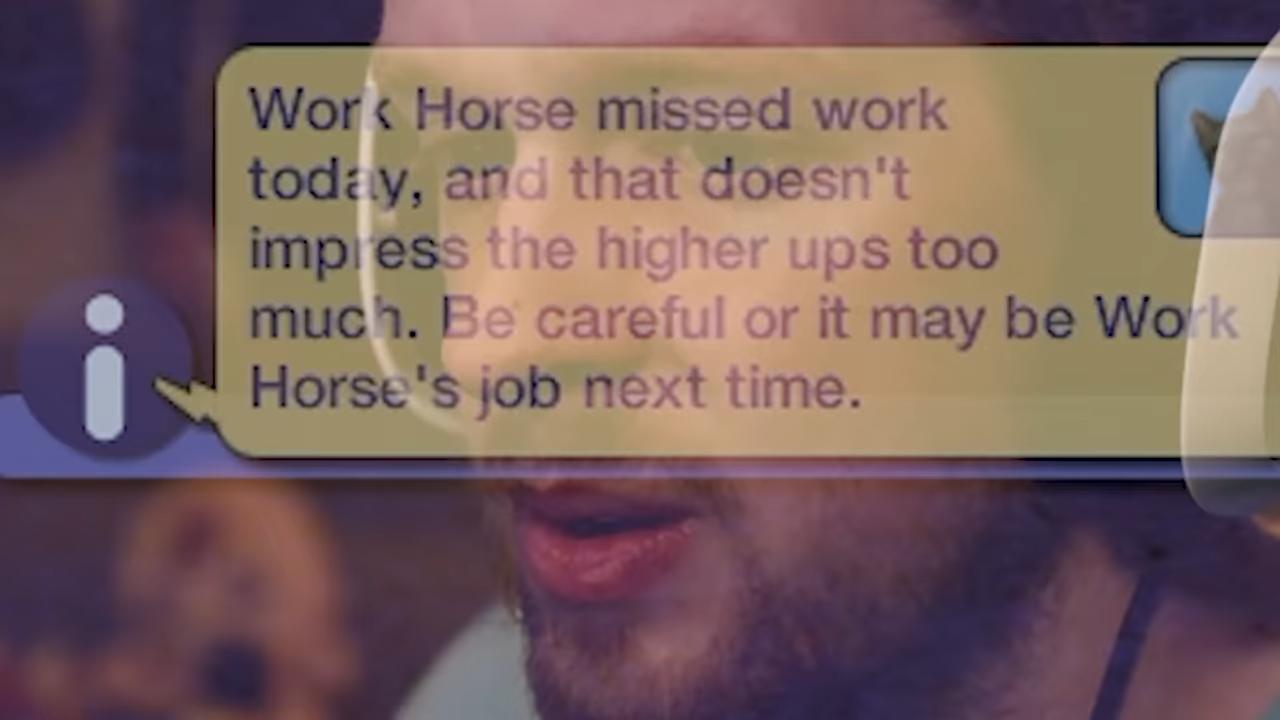 Work Horse missed work
today, and that doesn't
impress the higher ups too
much. Be careful or it may be Work
Horse's job next time.